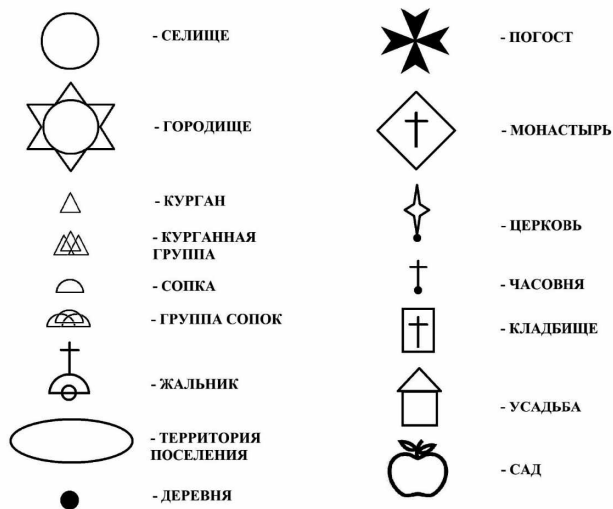 - СЕЛИЩЕ
- ГОРОДИЩЕ
- КУРГАН
- КУРГАННАЯ
ГРУППА
- СОПКА
- ГРУППА СОПОК
- ЖАЛЬНИК
- ТЕРРИТОРИЯ
ПОСЕЛЕНИЯ
- ДЕРЕВНЯ
- ПОГОСТ
- МОНАСТЫРЬ
- ЦЕРКОВЬ
- ЧАСОВНЯ
- КЛАДБИЩЕ
- УСАДЬБА
- САД